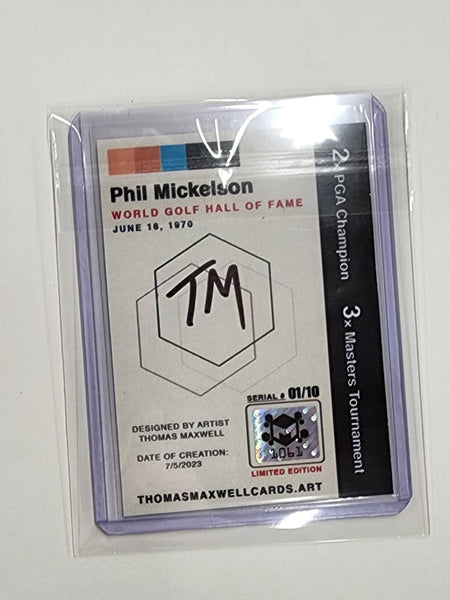 Phil Mickelson
WORLD GOLF HALL OF FAME
JUNE 16, 1970
TM
SERIAL # 01/10
1061
LIMITED EDITION
DESIGNED BY ARTIST
THOMAS MAXWELL
DATE OF CREATION:
7/5/2023
THOMASMAXWELLCARDS.ART
2x PGA Champion
3x Masters Tournament